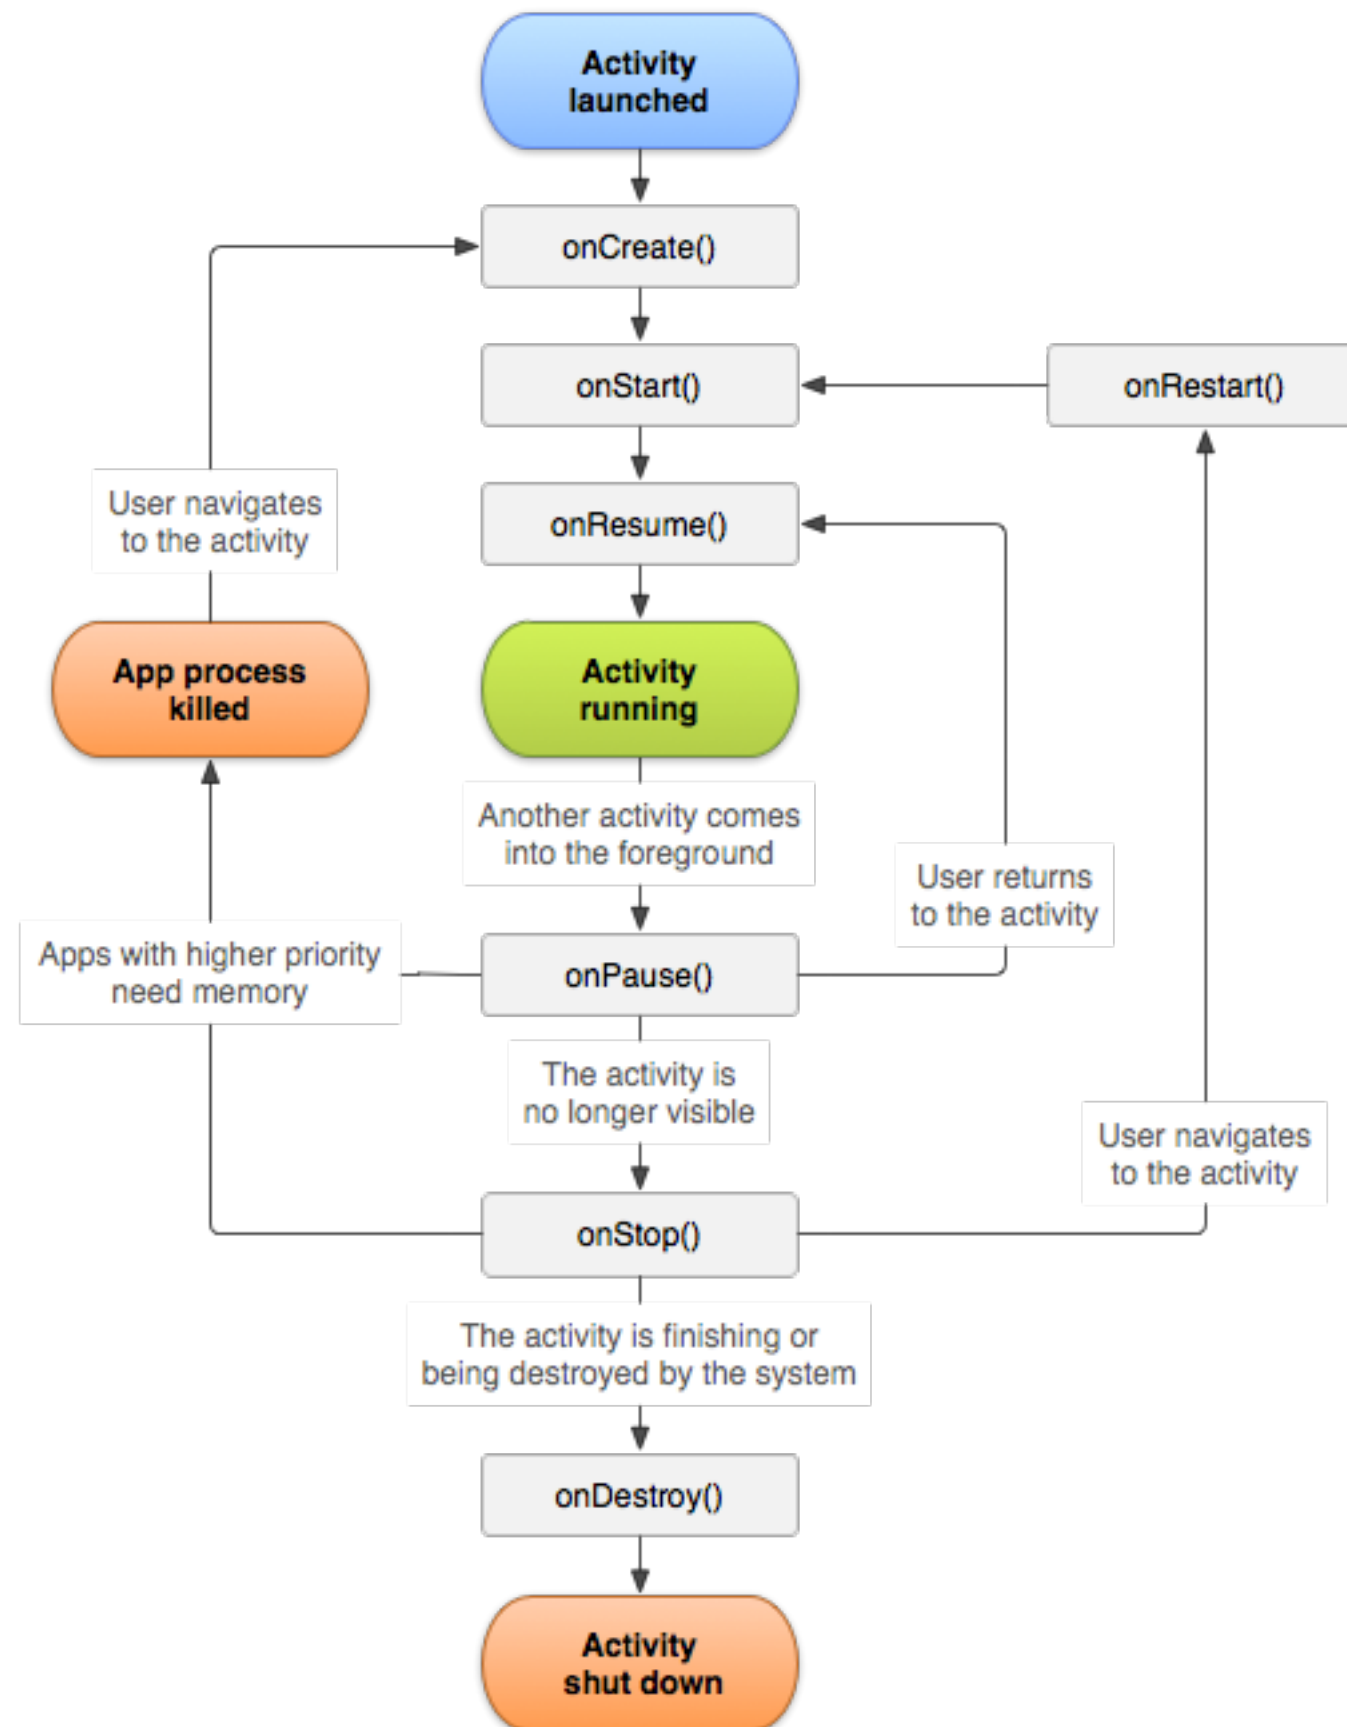 Activity
launched
onCreate()
onStart()
onRestart()
onResume()
User navigates
to the activity
App process
killed
Activity
running
Another activity comes
into the foreground
User returns
to the activity
Apps with higher priority
need memory
onPause()
The activity is
no longer visible
User navigates
to the activity
onStop()
The activity is finishing or
being destroyed by the system
onDestroy()
Activity
shut down